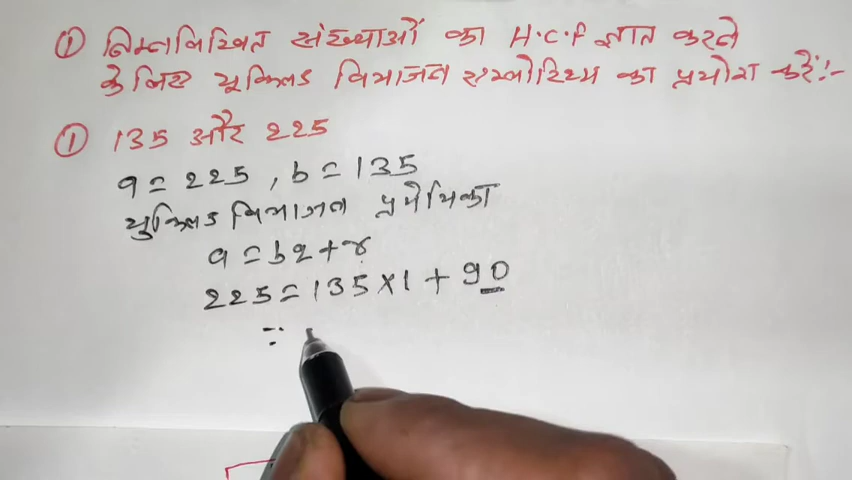 ① निम्नलिखित संख्याओं का H.C.F ज्ञात करने
के लिए यूक्लिड विभाजन एल्गोरिथ्म का प्रयोग करें:-
① 135 और 225
a = 225, b = 135
युक्लिड विभाजन प्रमेयिका
a = bq + r
225 = 135 × 1 + 90
∵